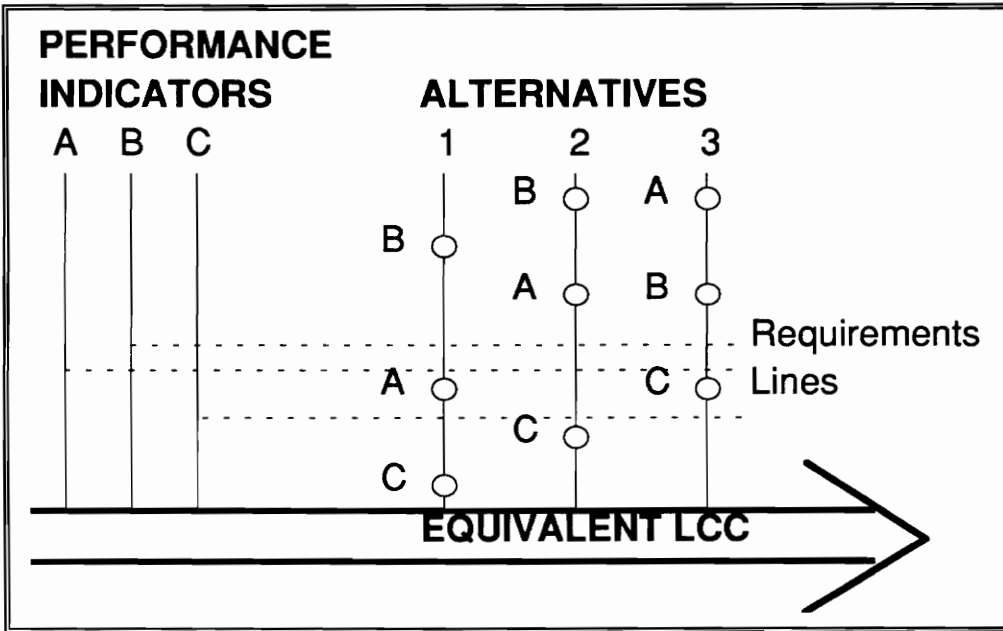 PERFORMANCE
INDICATORS
ALTERNATIVES
A B C
1 2 3
B A
B
A B
Requirements
A C Lines
C
C
EQUIVALENT LCC